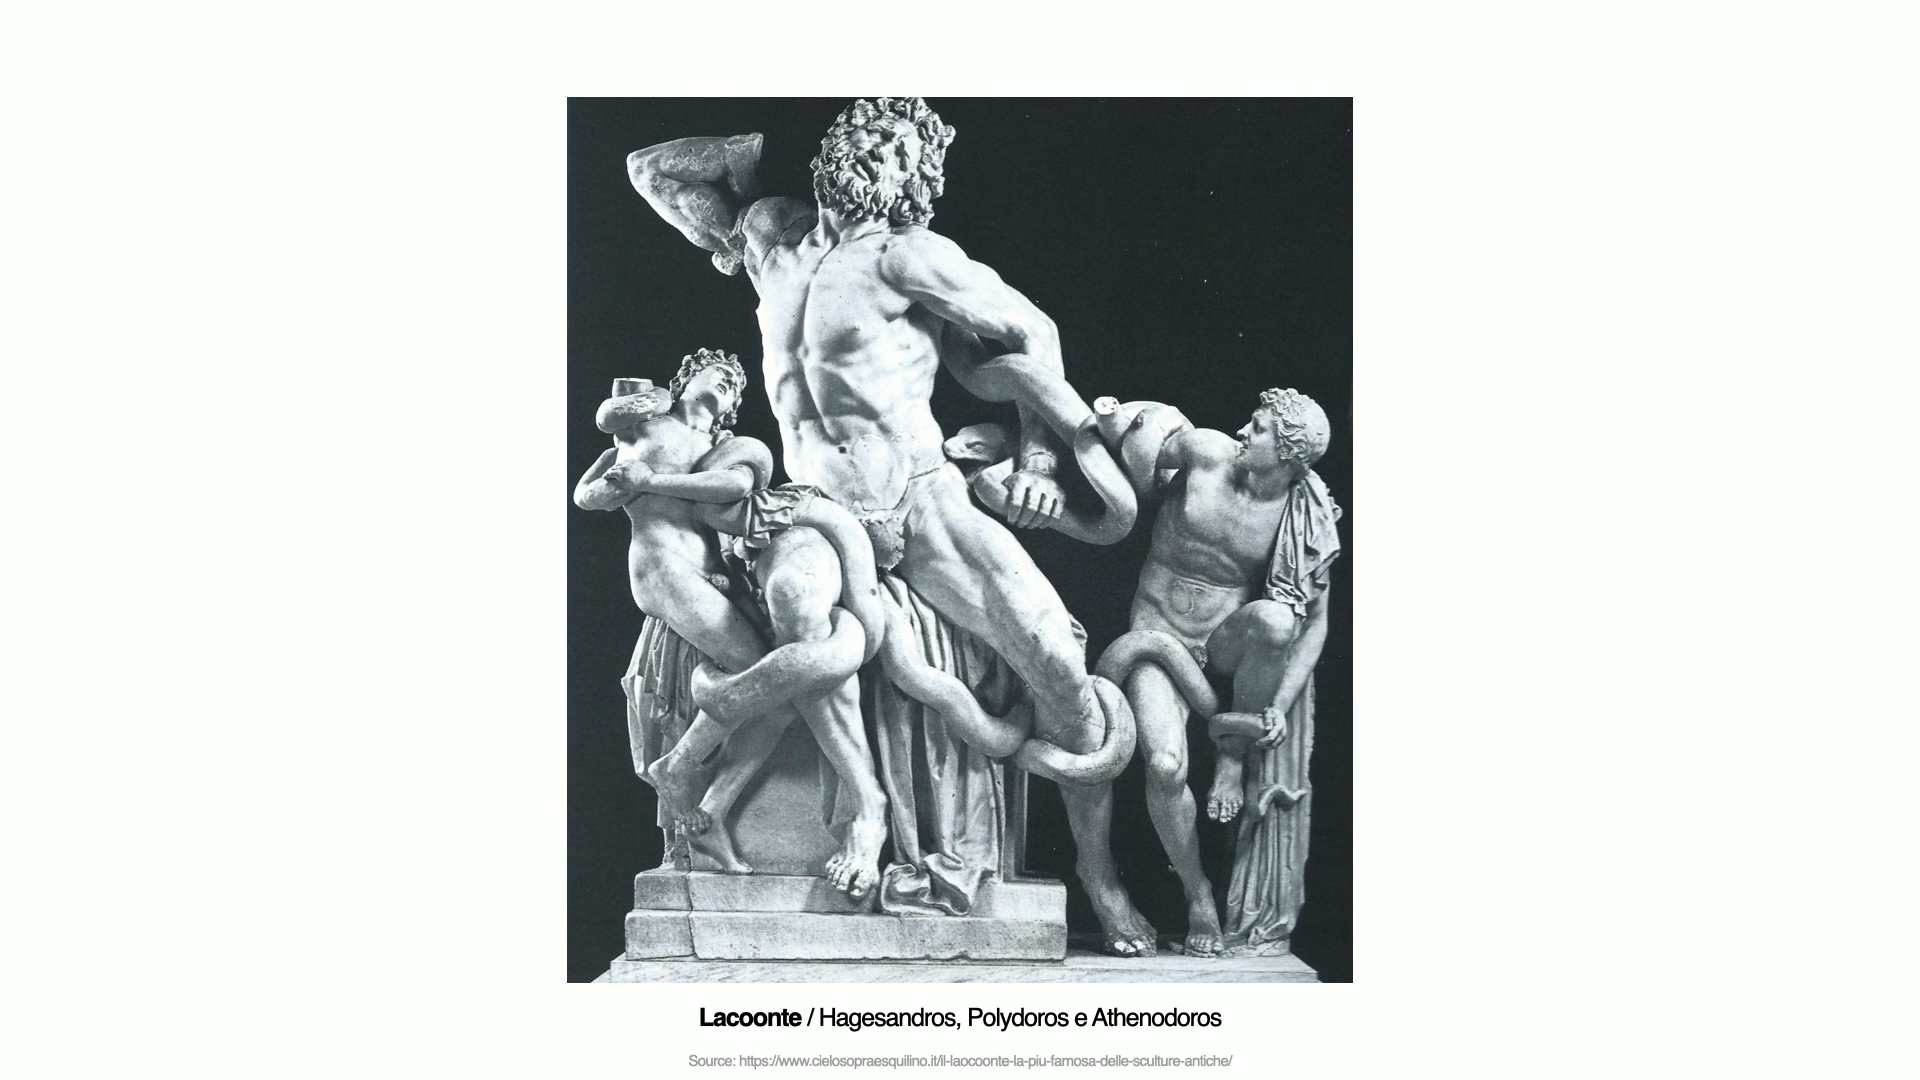 Lacoonte / Hagesandros, Polydoros e Athenodoros
Source: https://www.cielosopraesquilino.it/il-laocoonte-la-piu-famosa-delle-sculture-antiche/